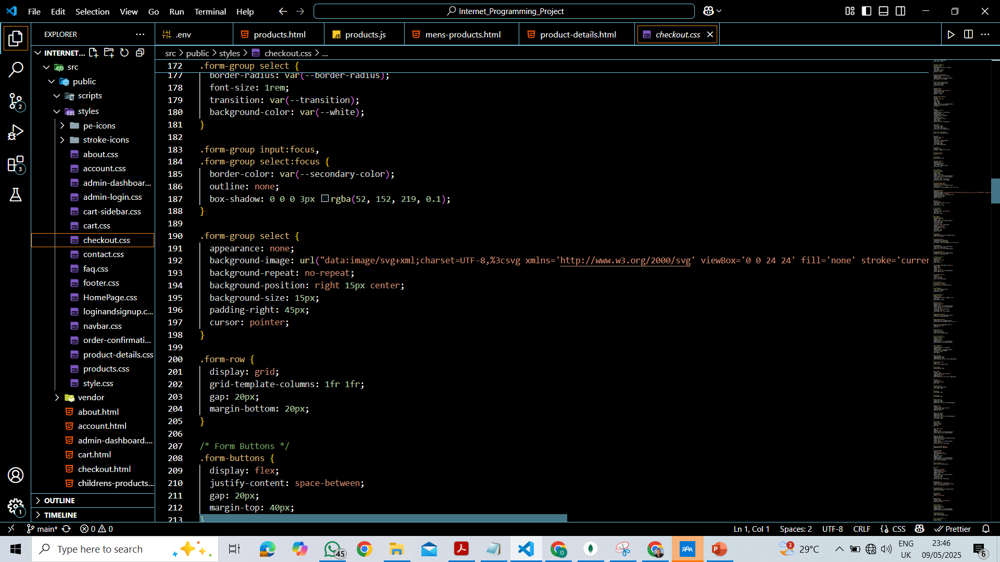 File Edit Selection View Go Run Terminal Help
Internet_Programming_Project
EXPLORER
.env
products.html
products.js
mens-products.html
product-details.html
checkout.css
INTERNET...
src > public > styles > checkout.css > ...
src
public
scripts
styles
pe-icons
stroke-icons
about.css
account.css
admin-dashboar...
admin-login.css
cart-sidebar.css
cart.css
checkout.css
contact.css
faq.css
footer.css
HomePage.css
loginandsignup.c...
navbar.css
order-confirmati...
product-details.css
products.css
style.css
vendor
about.html
account.html
admin-dashboard....
cart.html
checkout.html
childrens-products...
OUTLINE
TIMELINE
2
3
1
172 .form-group select {
177 border-radius: var(--border-radius);
178 font-size: 1rem;
179 transition: var(--transition);
180 background-color: var(--white);
181 }
182
183 .form-group input:focus,
184 .form-group select:focus {
185 border-color: var(--secondary-color);
186 outline: none;
187 box-shadow: 0 0 0 3px rgba(52, 152, 219, 0.1);
188 }
189
190 .form-group select {
191 appearance: none;
192 background-image: url("data:image/svg+xml;charset=UTF-8,%3csvg xmlns='http://www.w3.org/2000/svg' viewBox='0 0 24 24' fill='none' stroke='curren
193 background-repeat: no-repeat;
194 background-position: right 15px center;
195 background-size: 15px;
196 padding-right: 45px;
197 cursor: pointer;
198 }
199
200 .form-row {
201 display: grid;
202 grid-template-columns: 1fr 1fr;
203 gap: 20px;
204 margin-bottom: 20px;
205 }
206
207 /* Form Buttons */
208 .form-buttons {
209 display: flex;
210 justify-content: space-between;
211 gap: 20px;
212 margin-top: 40px;
213 }
main* 0 0
Ln 1, Col 1 Spaces: 2 UTF-8 CRLF {} CSS Prettier
Type here to search
45
3
29°C
ENG
UK
23:46
09/05/2025
6